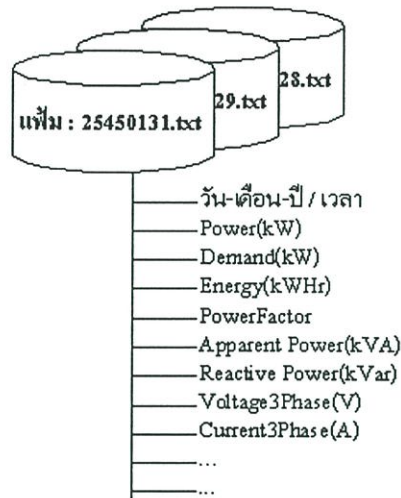 28.txt
29.txt
แฟ้ม : 25450131.txt
วัน-เดือน-ปี / เวลา
Power(kW)
Demand(kW)
Energy(kWHr)
PowerFactor
Apparent Power(kVA)
Reactive Power(kVar)
Voltage3Phase(V)
Current3Phase(A)
...
...